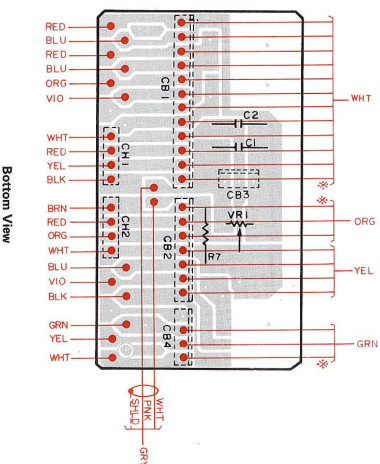 RED
BLU
RED
BLU
ORG
VIO
WHT
RED
YEL
BLK
BRN
RED
ORG
WHT
BLU
VIO
BLK
GRN
YEL
WHT
CB1
CH1
CH2
CB2
CB4
C2
C1
CB3
VR1
R7
WHT
※
※
ORG
YEL
GRN
※
WHT
PNK
SHLD
GRY
Bottom View